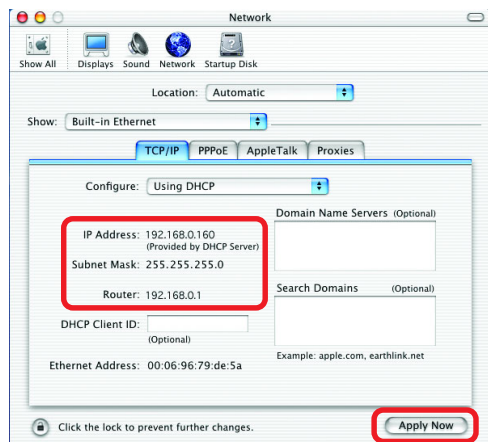 Network
Show All Displays Sound Network Startup Disk
Location: Automatic
Show: Built-in Ethernet
TCP/IP PPPoE AppleTalk Proxies
Configure: Using DHCP
Domain Name Servers (Optional)
IP Address: 192.168.0.160
(Provided by DHCP Server)
Subnet Mask: 255.255.255.0
Router: 192.168.0.1
Search Domains (Optional)
DHCP Client ID:
(Optional)
Example: apple.com, earthlink.net
Ethernet Address: 00:06:96:79:de:5a
Click the lock to prevent further changes.
Apply Now